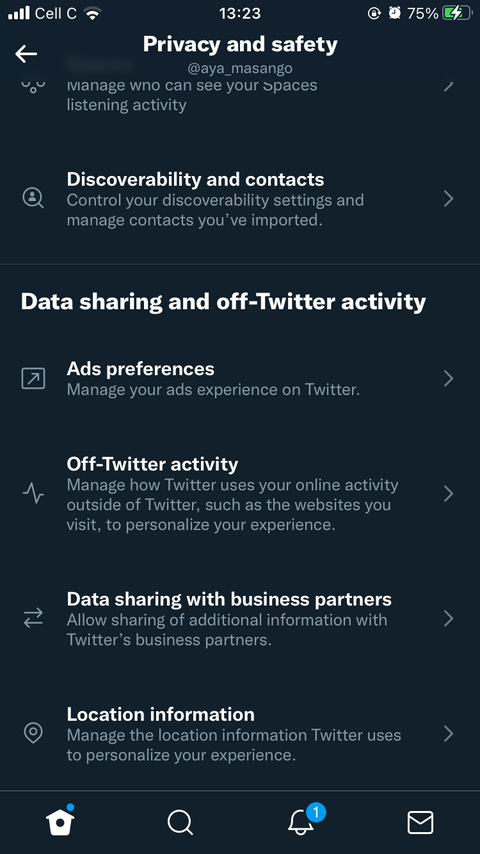 Cell C 13:23 75%
Privacy and safety
@aya_masango
Manage who can see your Spaces
listening activity
Discoverability and contacts
Control your discoverability settings and
manage contacts you’ve imported.
Data sharing and off-Twitter activity
Ads preferences
Manage your ads experience on Twitter.
Off-Twitter activity
Manage how Twitter uses your online activity
outside of Twitter, such as the websites you
visit, to personalize your experience.
Data sharing with business partners
Allow sharing of additional information with
Twitter’s business partners.
Location information
Manage the location information Twitter uses
to personalize your experience.
1